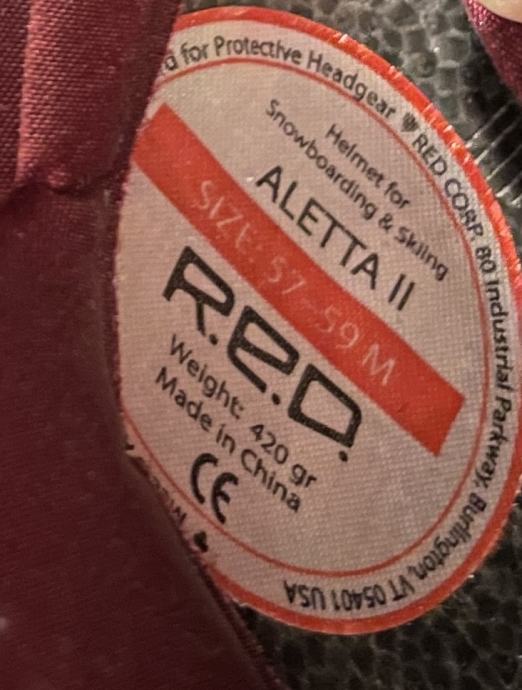 for Protective Headgear
RED CORP. 80 Industrial Parkway, Burlington, VT 05401 USA
Helmet for
Snowboarding & Skiing
ALETTA II
SIZE: 57-59 M
R.E.D.
Weight: 420 gr
Made in China
CE